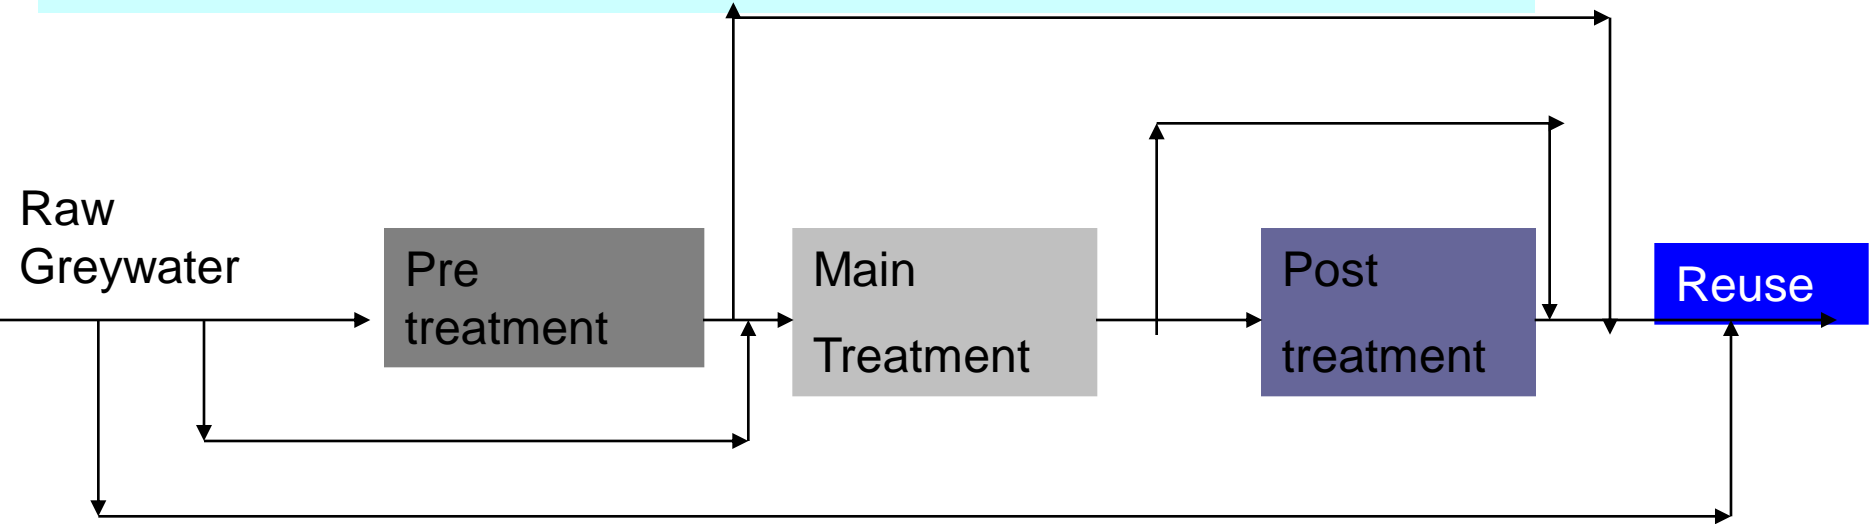 Raw
Greywater
Pre
treatment
Main
Treatment
Post
treatment
Reuse